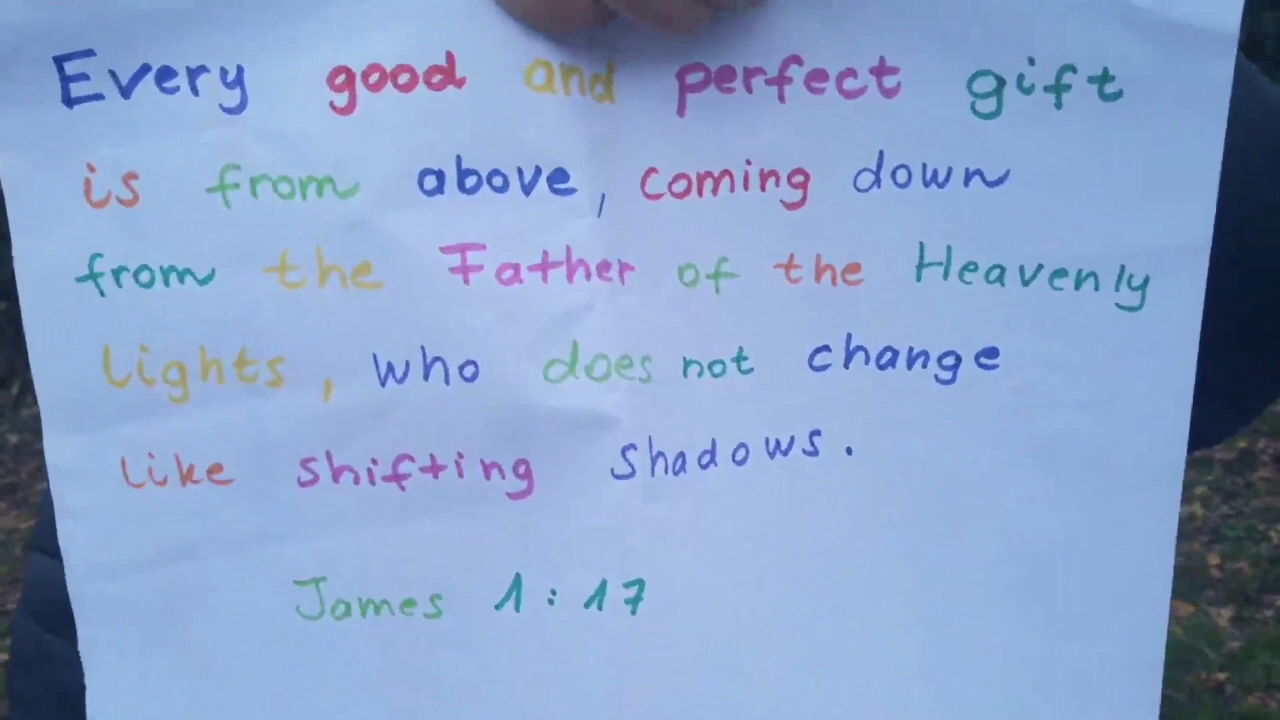 Every good and perfect gift
is from above, coming down
from the Father of the Heavenly
Lights, who does not change
like shifting shadows.
James 1:17